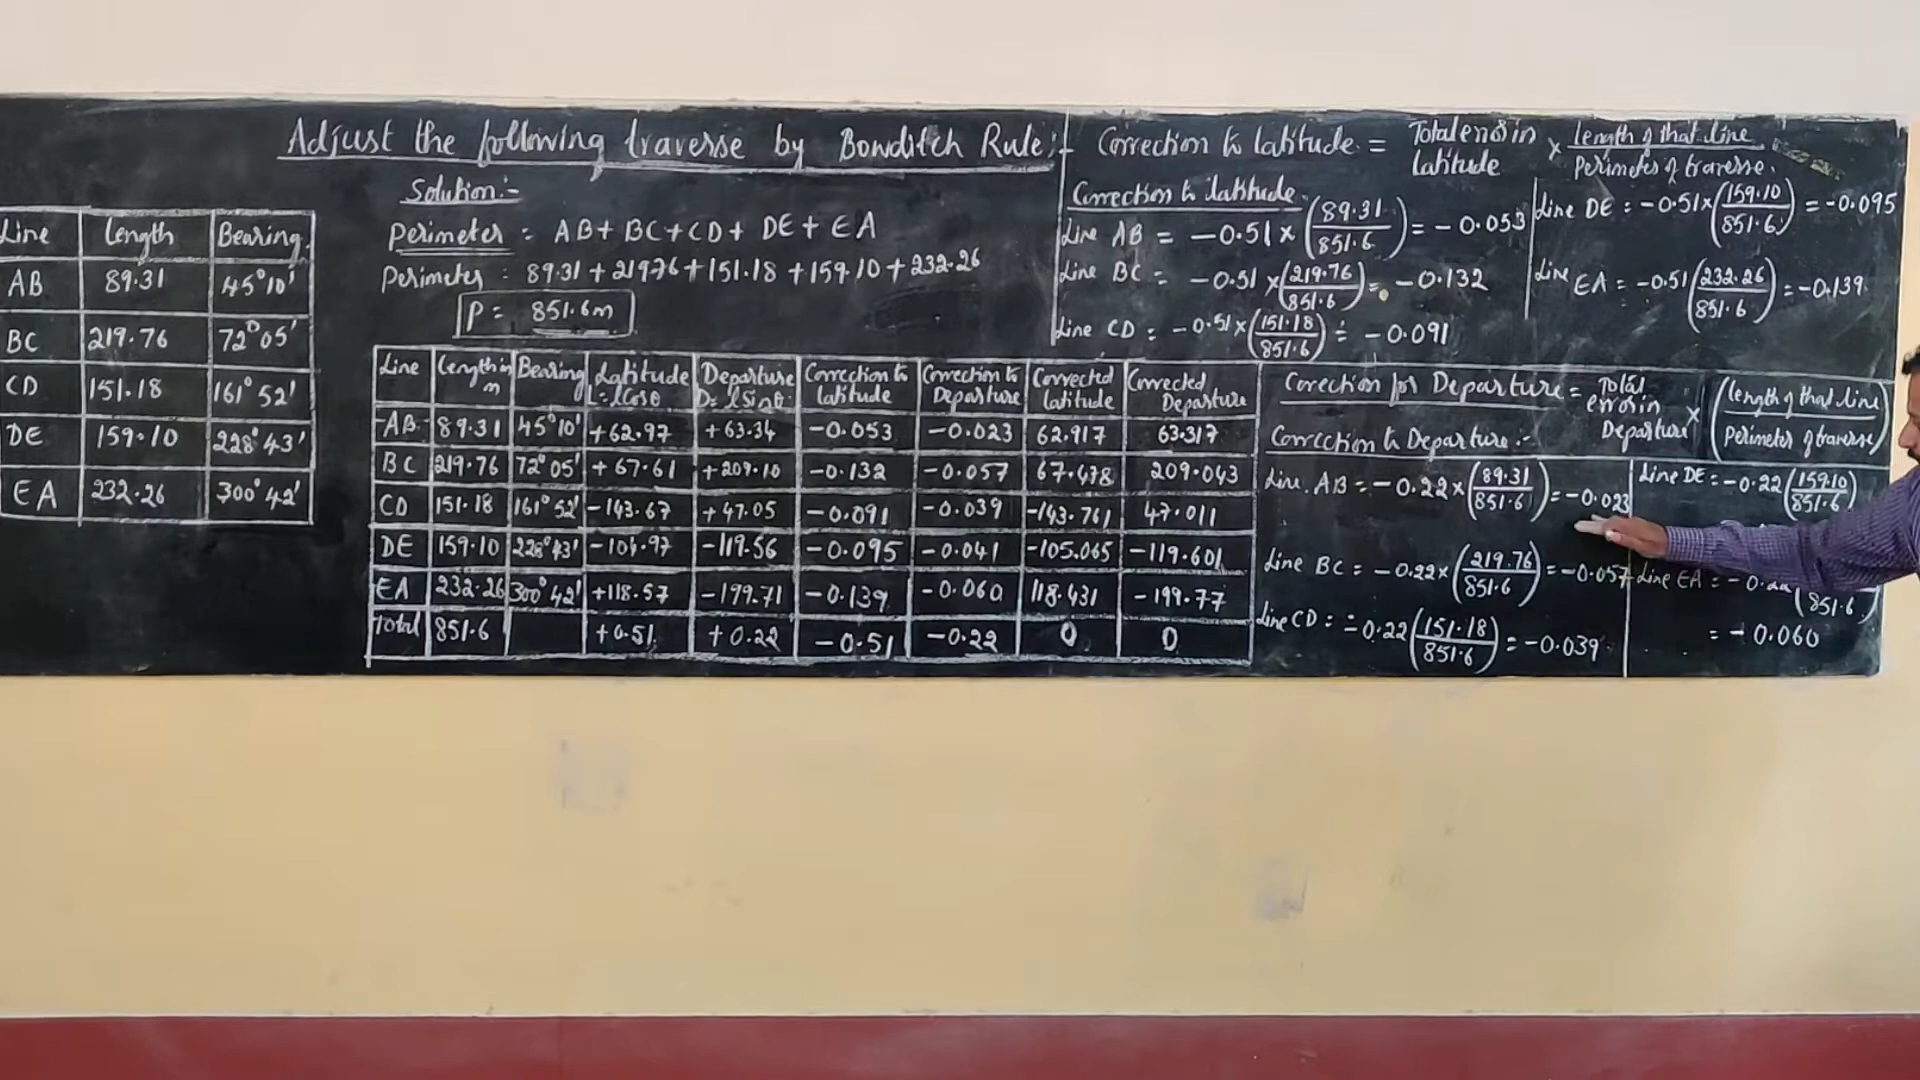 Adjust the following traverse by Bowditch Rule:-
Line Length Bearing.
AB 89.31 45°10'
BC 219.76 72°05'
CD 151.18 161°52'
DE 159.10 228°43'
EA 232.26 300°42'
Solution:-
Perimeter = AB+ BC+CD+ DE+ EA
Perimeter = 89.31+21976+151.18+159.10+232.26
P= 851.6m
Line Length in m Bearing Latitude L=lcosθ Departure D=lsinθ. Correction to latitude Correction to Departure Corrected latitude Corrected Departure
AB 89.31 45°10' +62.97 +63.34 -0.053 -0.023 62.917 63.317
BC 219.76 72°05' +67.61 +209.10 -0.132 -0.057 67.478 209.043
CD 151.18 161°52' -143.67 +47.05 -0.091 -0.039 -143.761 47.011
DE 159.10 228°43' -104.97 -119.56 -0.095 -0.041 -105.065 -119.601
EA 232.26 300°42' +118.57 -199.71 -0.139 -0.060 118.431 -199.77
Total 851.6 +0.51 +0.22 -0.51 -0.22 0 0
Correction to latitude = Total error in latitude × length of that line / Perimeter of traverse.
Correction to latitude.
Line AB = -0.51×(89.31/851.6)= -0.053
Line BC = -0.51×(219.76/851.6)= -0.132
Line CD = -0.51×(151.18/851.6)= -0.091
Line DE = -0.51×(159.10/851.6)= -0.095
Line EA = -0.51(232.26/851.6)= -0.139
Correction for Departure = Total error in Departure × (length of that line/Perimeter of traverse)
Correction to Departure:-
Line. AB = -0.22×(89.31/851.6)= -0.023
Line BC = -0.22×(219.76/851.6)= -0.057
Line CD = -0.22(151.18/851.6)= -0.039
Line DE = -0.22(159.10/851.6)
Line EA = 851.6)
= -0.060